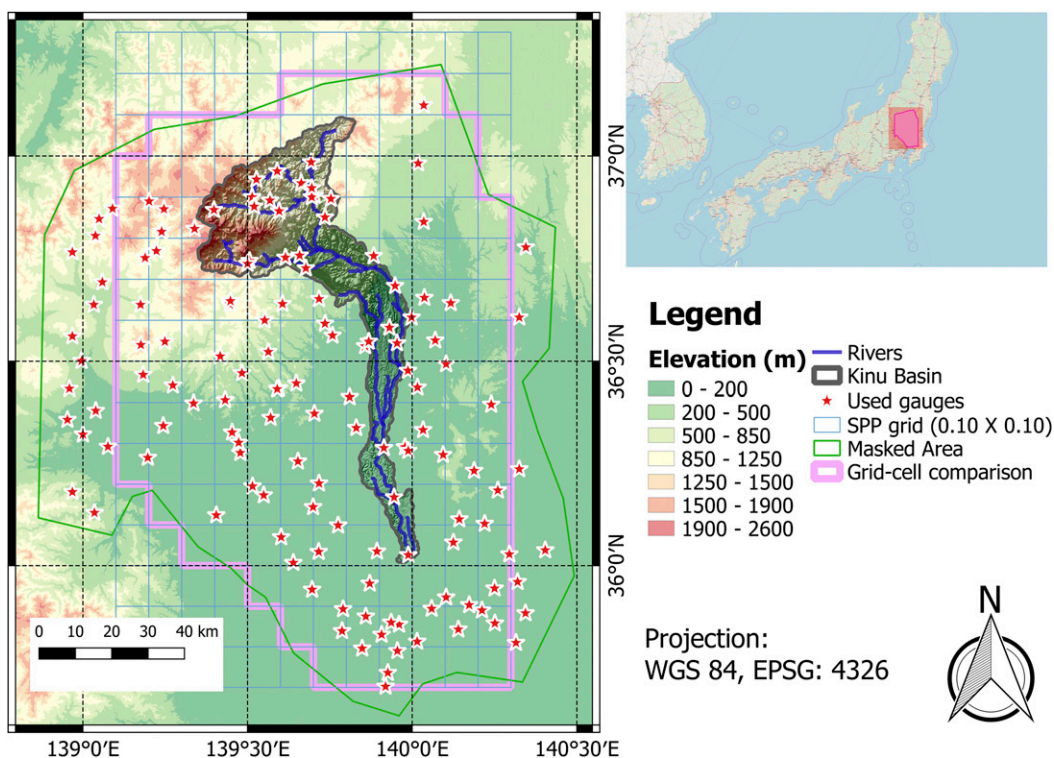 37°0'N
36°30'N
36°0'N
0 10 20 30 40 km
139°0'E 139°30'E 140°0'E 140°30'E
Legend
Elevation (m)
0 - 200
200 - 500
500 - 850
850 - 1250
1250 - 1500
1500 - 1900
1900 - 2600
Rivers
Kinu Basin
Used gauges
SPP grid (0.10 X 0.10)
Masked Area
Grid-cell comparison
Projection:
WGS 84, EPSG: 4326
N